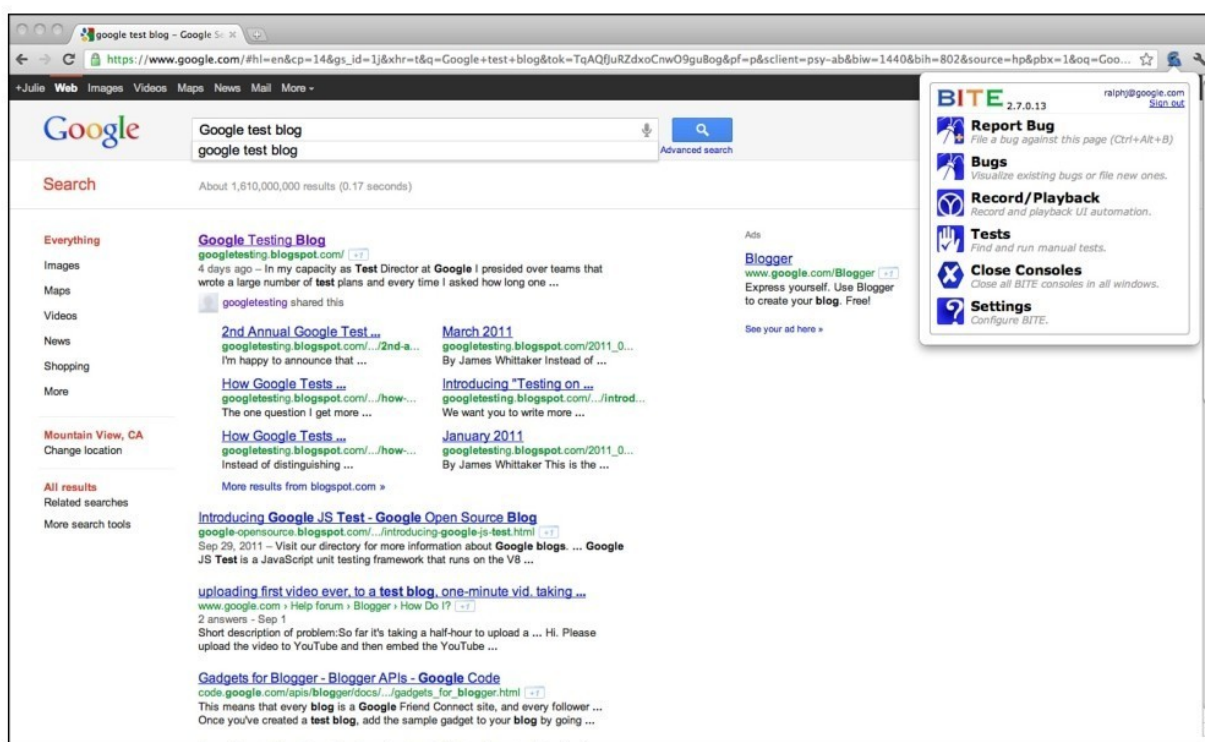 google test blog - Google Se
https://www.google.com/#hl=en&cp=14&gs_id=1j&xhr=t&q=Google+test+blog&tok=TqAQfJuRZdxoCnwO9guBog&pf=p&sclient=psy-ab&biw=1440&bih=802&source=hp&pbx=1&oq=Goo...
+Julie Web Images Videos Maps News Mail More
Google
Google test blog
google test blog
Advanced search
Search
About 1,610,000,000 results (0.17 seconds)
Everything
Images
Maps
Videos
News
Shopping
More
Mountain View, CA
Change location
All results
Related searches
More search tools
Google Testing Blog
googletesting.blogspot.com/ +1
4 days ago – In my capacity as Test Director at Google I presided over teams that
wrote a large number of test plans and every time I asked how long one ...
googletesting shared this
2nd Annual Google Test ...
googletesting.blogspot.com/.../2nd-a...
I'm happy to announce that ...
March 2011
googletesting.blogspot.com/2011_0...
By James Whittaker Instead of ...
How Google Tests ...
googletesting.blogspot.com/.../how-...
The one question I get more ...
Introducing "Testing on ...
googletesting.blogspot.com/.../introd...
We want you to write more ...
How Google Tests ...
googletesting.blogspot.com/.../how-...
Instead of distinguishing ...
January 2011
googletesting.blogspot.com/2011_0...
By James Whittaker This is the ...
More results from blogspot.com »
Introducing Google JS Test - Google Open Source Blog
google-opensource.blogspot.com/.../introducing-google-js-test.html +1
Sep 29, 2011 – Visit our directory for more information about Google blogs. ... Google
JS Test is a JavaScript unit testing framework that runs on the V8 ...
uploading first video ever, to a test blog, one-minute vid. taking ...
www.google.com › Help forum › Blogger › How Do I? +1
2 answers - Sep 1
Short description of problem:So far it's taking a half-hour to upload a ... Hi. Please
upload the video to YouTube and then embed the YouTube ...
Gadgets for Blogger - Blogger APIs - Google Code
code.google.com/apis/blogger/docs/.../gadgets_for_blogger.html +1
This means that every blog is a Google Friend Connect site, and every follower ...
Once you've created a test blog, add the sample gadget to your blog by going ...
Ads
Blogger
www.google.com/Blogger +1
Express yourself. Use Blogger
to create your blog. Free!
See your ad here »
BITE 2.7.0.13
ralphj@google.com
Sign out
Report Bug
File a bug against this page (Ctrl+Alt+B)
Bugs
Visualize existing bugs or file new ones.
Record/Playback
Record and playback UI automation.
Tests
Find and run manual tests.
Close Consoles
Close all BITE consoles in all windows.
Settings
Configure BITE.